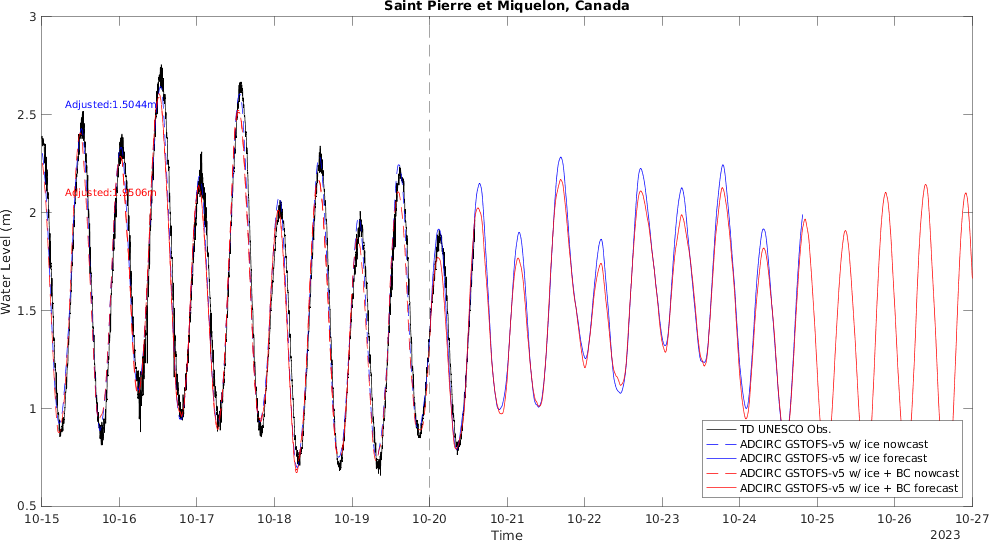 Saint Pierre et Miquelon, Canada
3
2.5
2
1.5
1
0.5
Water Level (m)
Adjusted:1.5044m
10-15
10-16
10-17
10-18
10-19
10-20
10-21
10-22
10-23
10-24
10-25
10-26
10-27
Time
2023
TD UNESCO Obs.
ADCIRC GSTOFS-v5 w/ ice nowcast
ADCIRC GSTOFS-v5 w/ ice forecast
ADCIRC GSTOFS-v5 w/ ice + BC nowcast
ADCIRC GSTOFS-v5 w/ ice + BC forecast